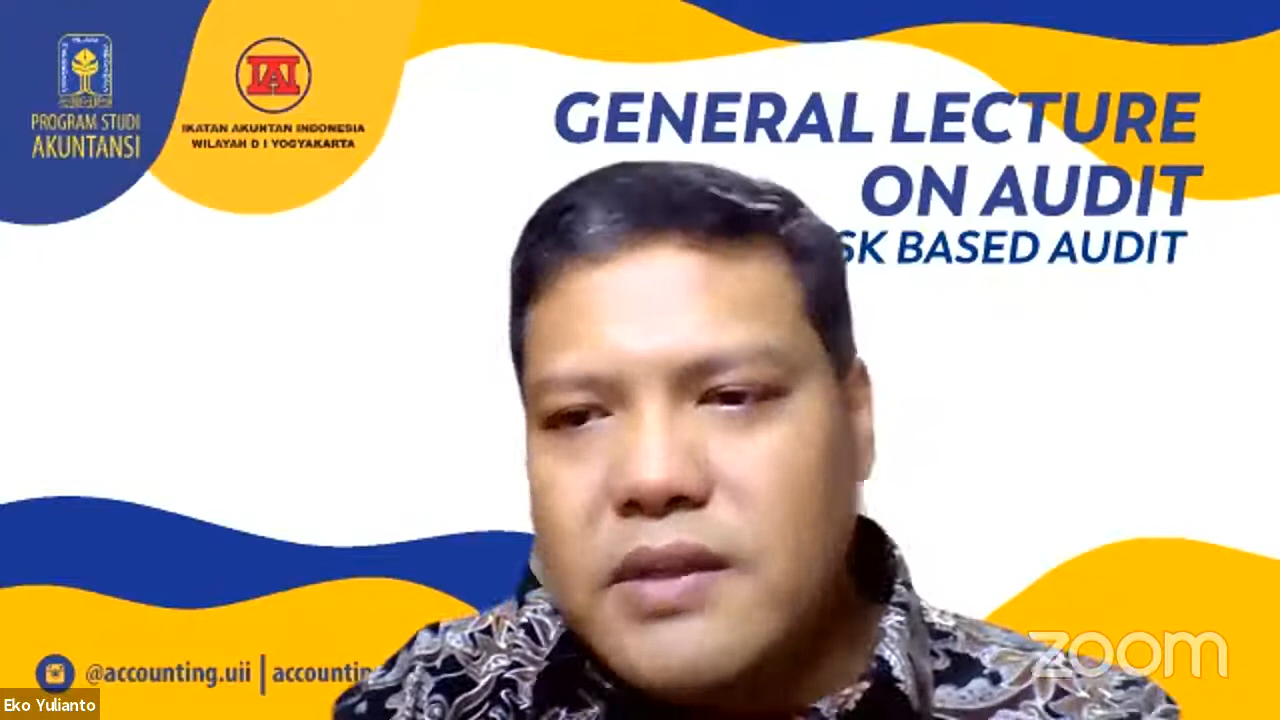 PROGRAM STUDI
AKUNTANSI
IAI
IKATAN AKUNTAN INDONESIA
WILAYAH D I YOGYAKARTA
GENERAL LECTURE
ON AUDIT
SK BASED AUDIT
@accounting.uii | accounting
Eko Yulianto
zoom